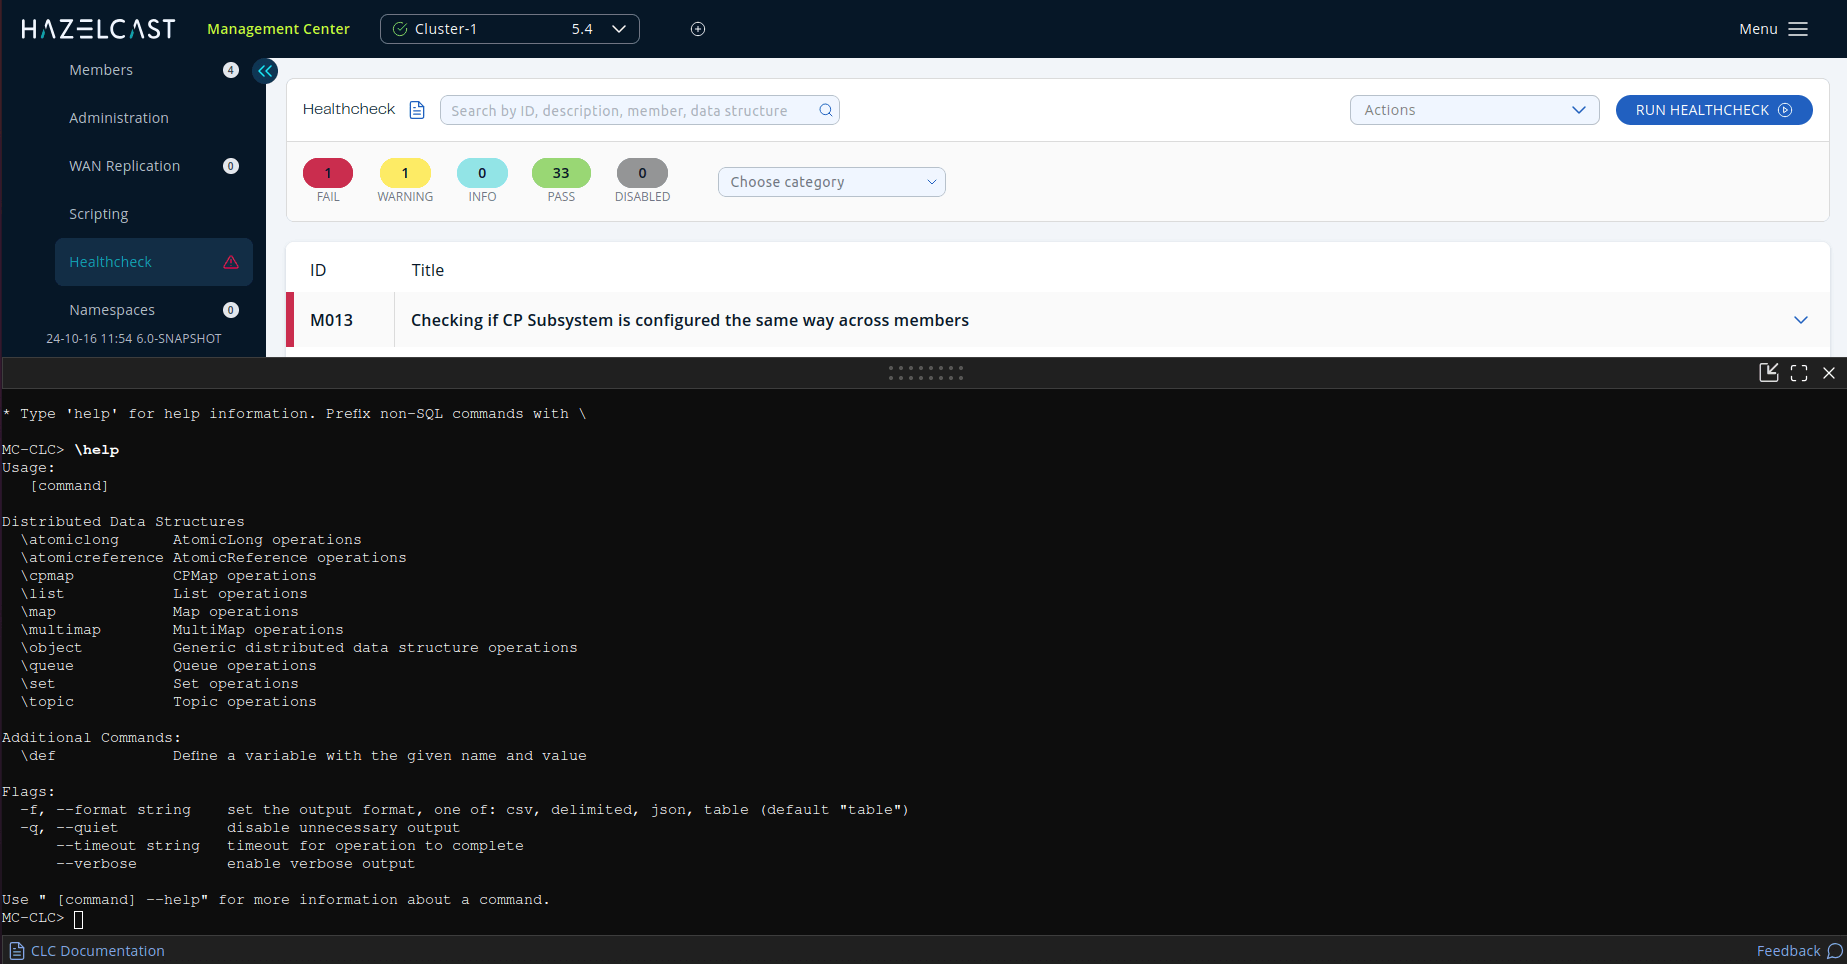 HAZELCAST Management Center Cluster-1 5.4 Menu
Members 4
Administration
WAN Replication 0
Scripting
Healthcheck
Namespaces 0
24-10-16 11:54 6.0-SNAPSHOT
Healthcheck Search by ID, description, member, data structure Actions RUN HEALTHCHECK
1 1 0 33 0
FAIL WARNING INFO PASS DISABLED
Choose category
ID Title
M013 Checking if CP Subsystem is configured the same way across members
* Type 'help' for help information. Prefix non-SQL commands with \
MC-CLC> \help
Usage:
[command]
Distributed Data Structures
\atomiclong AtomicLong operations
\atomicreference AtomicReference operations
\cpmap CPMap operations
\list List operations
\map Map operations
\multimap MultiMap operations
\object Generic distributed data structure operations
\queue Queue operations
\set Set operations
\topic Topic operations
Additional Commands:
\def Define a variable with the given name and value
Flags:
-f, --format string set the output format, one of: csv, delimited, json, table (default "table")
-q, --quiet disable unnecessary output
--timeout string timeout for operation to complete
--verbose enable verbose output
Use " [command] --help" for more information about a command.
MC-CLC>
CLC Documentation Feedback